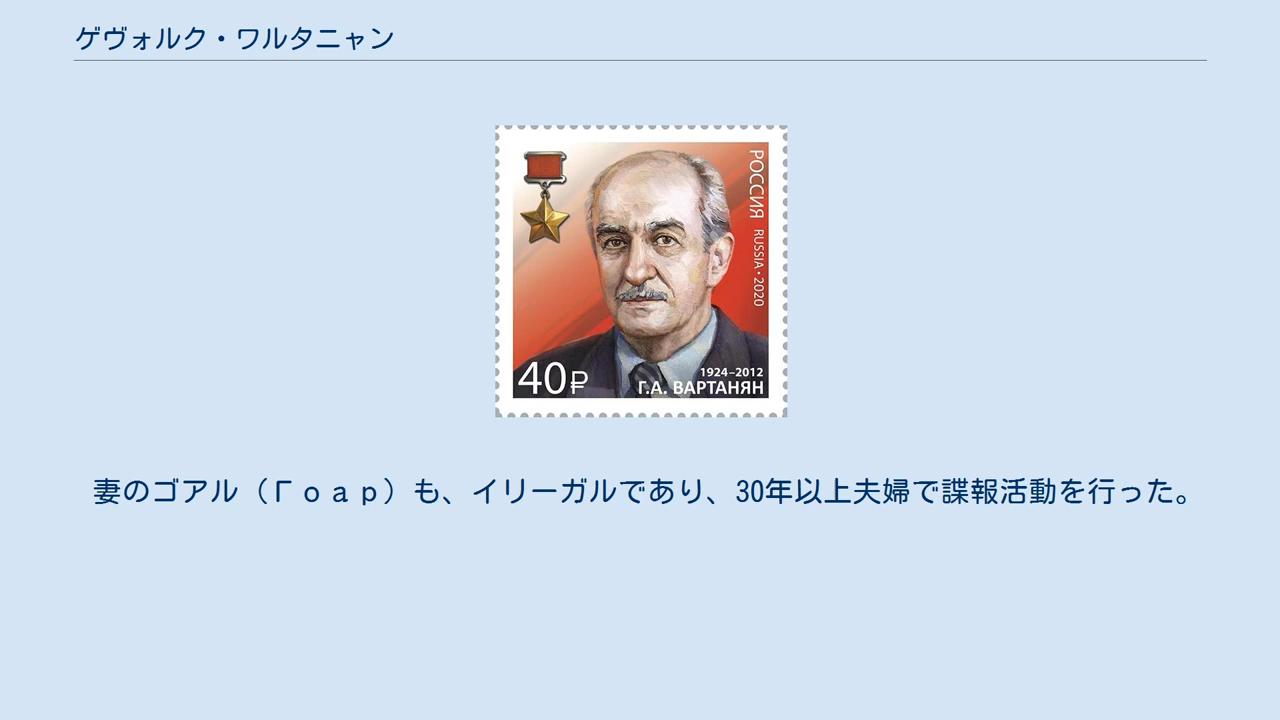 ゲヴォルク・ワルタニャン
РОССИЯ RUSSIA•2020
40₽
1924–2012
Г.А. ВАРТАНЯН
妻のゴアル（Гоар）も、イリーガルであり、30年以上夫婦で諜報活動を行った。